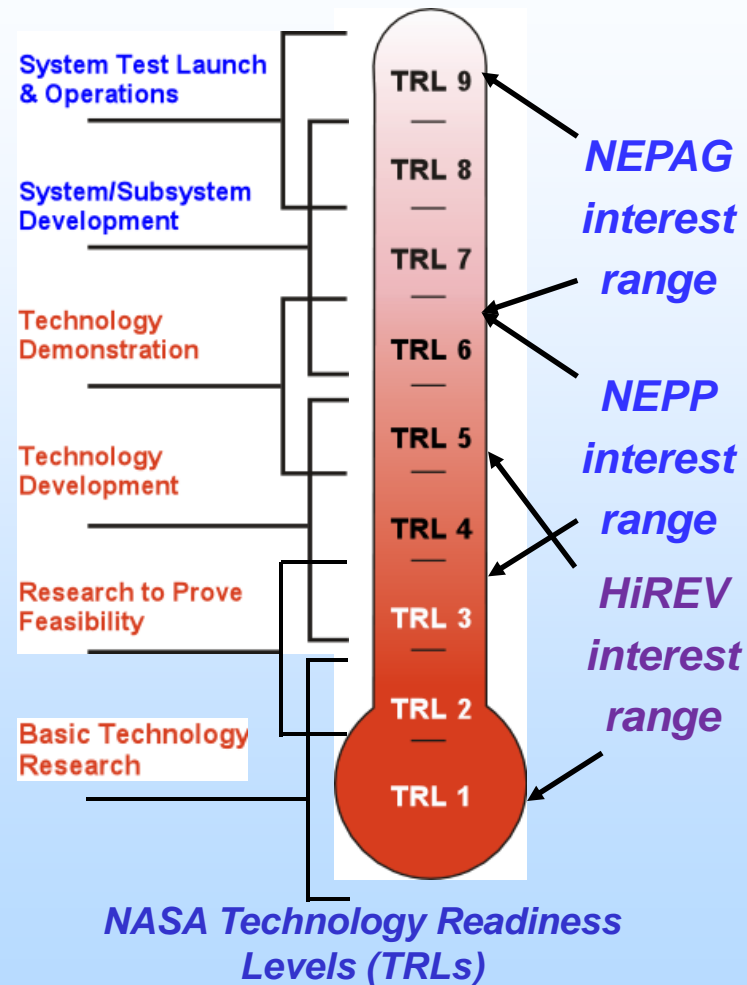 System Test Launch
& Operations
System/Subsystem
Development
Technology
Demonstration
Technology
Development
Research to Prove
Feasibility
Basic Technology
Research
TRL 9
TRL 8
TRL 7
TRL 6
TRL 5
TRL 4
TRL 3
TRL 2
TRL 1
NEPAG
interest
range
NEPP
interest
range
HiREV
interest
range
NASA Technology Readiness
Levels (TRLs)